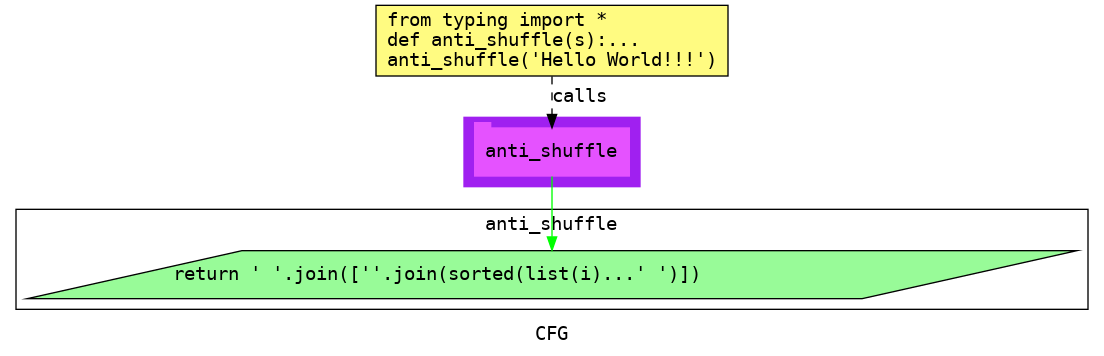 from typing import *
def anti_shuffle(s):...
anti_shuffle('Hello World!!!')
calls
anti_shuffle
anti_shuffle
return ' '.join([''.join(sorted(list(i)...' ')])
CFG